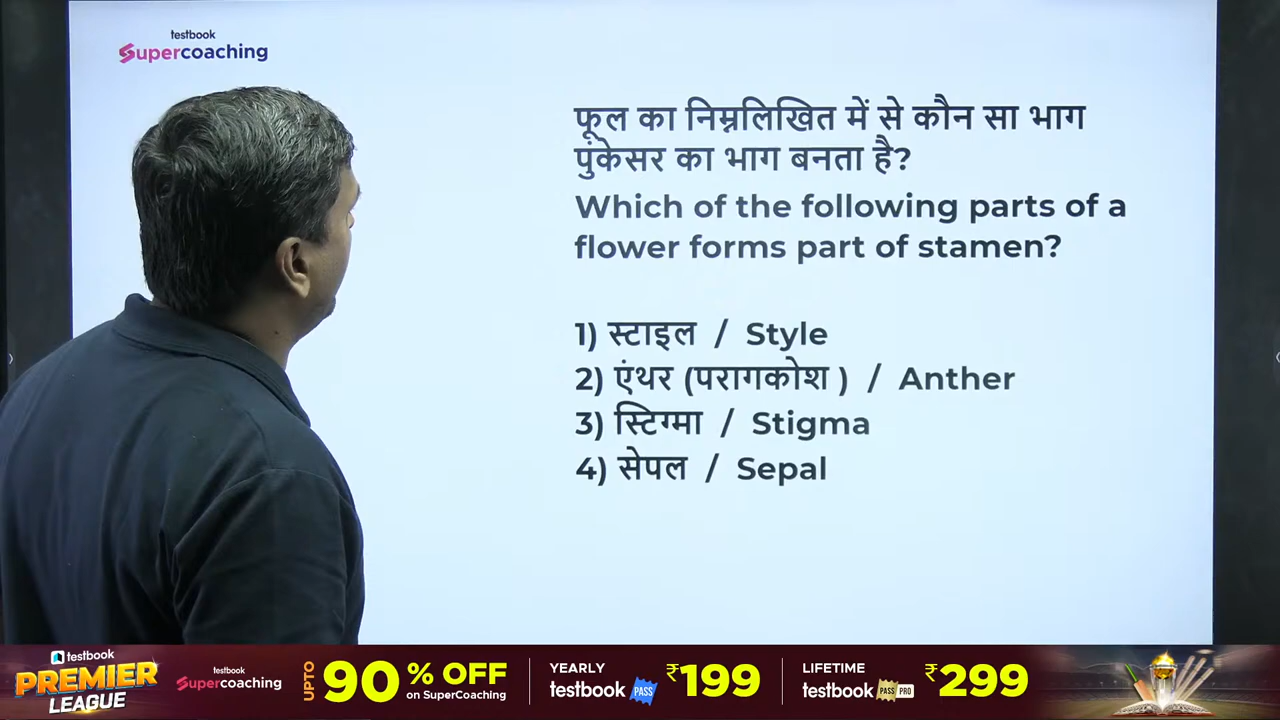 testbook
Supercoaching
फूल का निम्नलिखित में से कौन सा भाग
पुंकेसर का भाग बनता है?
Which of the following parts of a
flower forms part of stamen?
1) स्टाइल / Style
2) एंथर (परागकोश ) / Anther
3) स्टिग्मा / Stigma
4) सेपल / Sepal
testbook
PREMIER
LEAGUE
testbook
Supercoaching
UPTO
90% OFF
on SuperCoaching
YEARLY
testbook PASS
₹199
LIFETIME
testbook PASS PRO
₹299